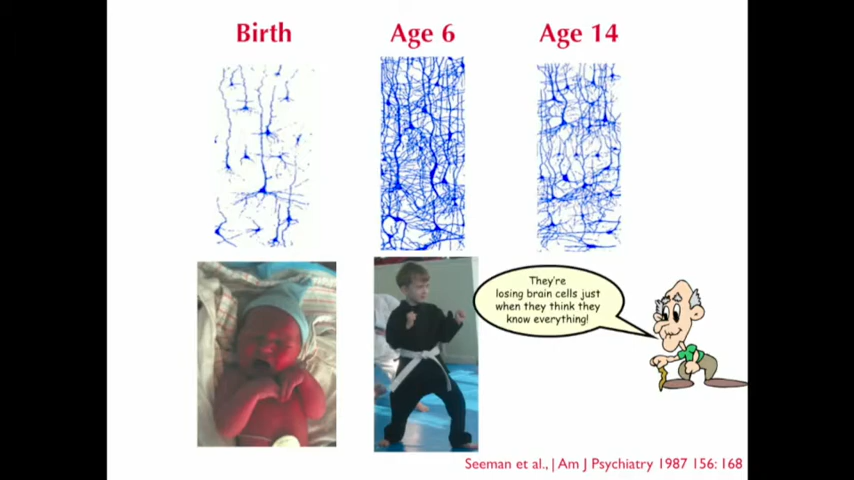 Birth
Age 6
Age 14
They're
losing brain cells just
when they think they
know everything!
Seeman et al., | Am J Psychiatry 1987 156: 168